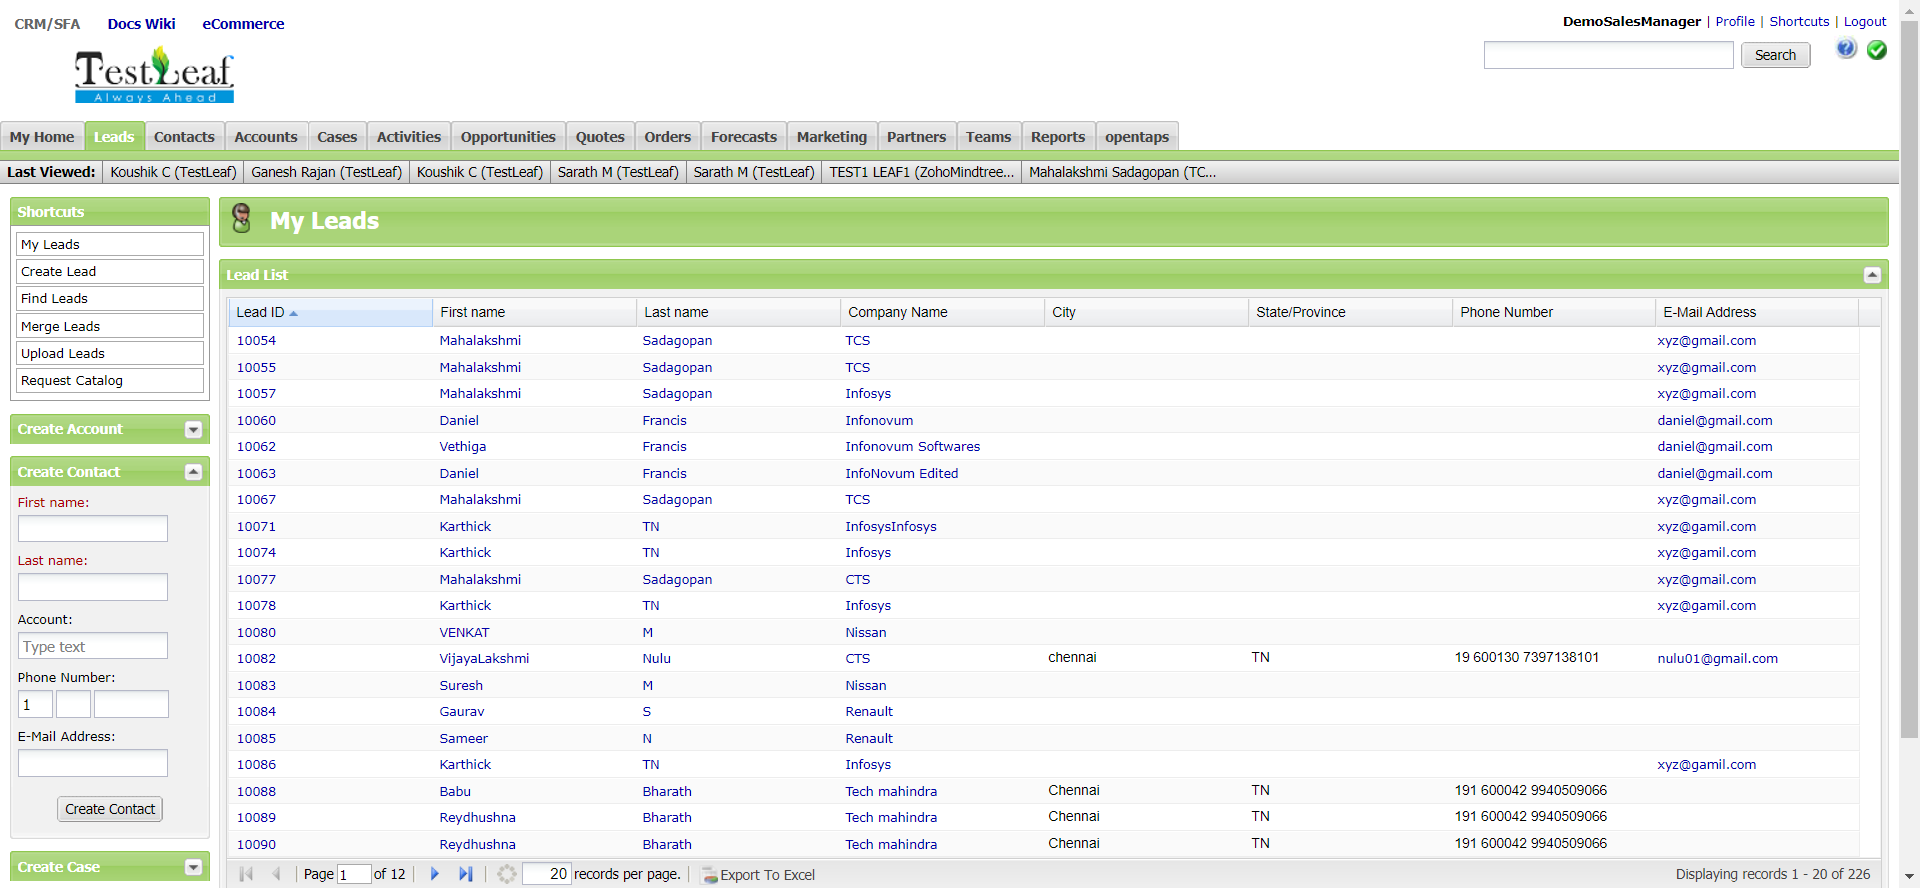 CRM/SFA Docs Wiki eCommerce
DemoSalesManager | Profile | Shortcuts | Logout
TestLeaf
Always Ahead
Search
My Home Leads Contacts Accounts Cases Activities Opportunities Quotes Orders Forecasts Marketing Partners Teams Reports opentaps
Last Viewed: Koushik C (TestLeaf) Ganesh Rajan (TestLeaf) Koushik C (TestLeaf) Sarath M (TestLeaf) Sarath M (TestLeaf) TEST1 LEAF1 (ZohoMindtree... Mahalakshmi Sadagopan (TC...
Shortcuts
My Leads
Create Lead
Find Leads
Merge Leads
Upload Leads
Request Catalog
Create Account
Create Contact
First name:
Last name:
Account:
Type text
Phone Number:
1
E-Mail Address:
Create Contact
Create Case
My Leads
Lead List
Lead ID First name Last name Company Name City State/Province Phone Number E-Mail Address
10054 Mahalakshmi Sadagopan TCS xyz@gmail.com
10055 Mahalakshmi Sadagopan TCS xyz@gmail.com
10057 Mahalakshmi Sadagopan Infosys xyz@gmail.com
10060 Daniel Francis Infonovum daniel@gmail.com
10062 Vethiga Francis Infonovum Softwares daniel@gmail.com
10063 Daniel Francis InfoNovum Edited daniel@gmail.com
10067 Mahalakshmi Sadagopan TCS xyz@gmail.com
10071 Karthick TN InfosysInfosys xyz@gamil.com
10074 Karthick TN Infosys xyz@gamil.com
10077 Mahalakshmi Sadagopan CTS xyz@gmail.com
10078 Karthick TN Infosys xyz@gamil.com
10080 VENKAT M Nissan
10082 VijayaLakshmi Nulu CTS chennai TN 19 600130 7397138101 nulu01@gmail.com
10083 Suresh M Nissan
10084 Gaurav S Renault
10085 Sameer N Renault
10086 Karthick TN Infosys xyz@gamil.com
10088 Babu Bharath Tech mahindra Chennai TN 191 600042 9940509066
10089 Reydhushna Bharath Tech mahindra Chennai TN 191 600042 9940509066
10090 Reydhushna Bharath Tech mahindra Chennai TN 191 600042 9940509066
Page 1 of 12 20 records per page. Export To Excel Displaying records 1 - 20 of 226